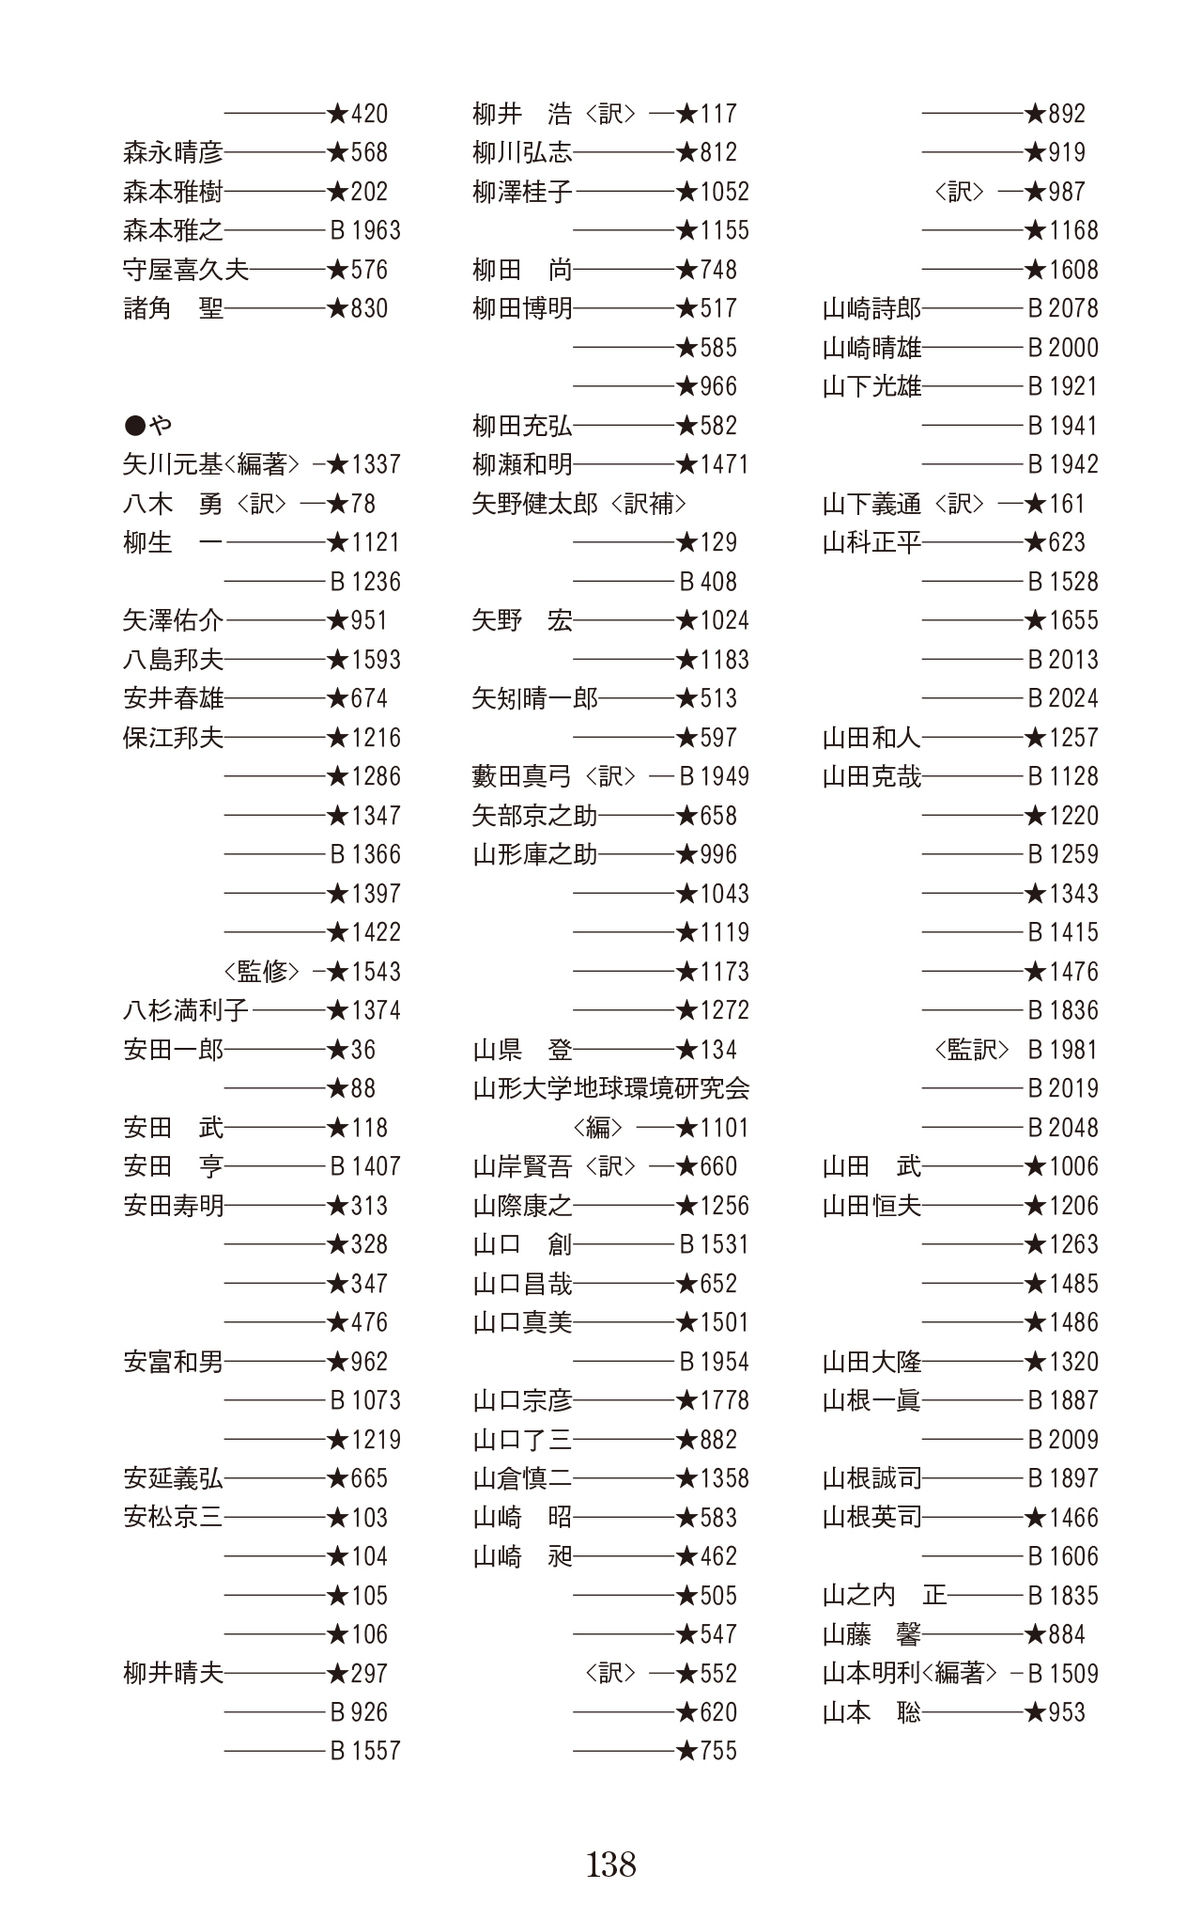 ————★420
森永晴彦————★568
森本雅樹————★202
森本雅之————B 1963
守屋喜久夫———★576
諸角　聖————★830
●や
矢川元基<編著> –★1337
八木　勇 <訳> —★78
柳生　一————★1121
————B 1236
矢澤佑介————★951
八島邦夫————★1593
安井春雄————★674
保江邦夫————★1216
————★1286
————★1347
————B 1366
————★1397
————★1422
<監修> –★1543
八杉満利子———★1374
安田一郎————★36
————★88
安田　武————★118
安田　亨————B 1407
安田寿明————★313
————★328
————★347
————★476
安富和男————★962
————B 1073
————★1219
安延義弘————★665
安松京三————★103
————★104
————★105
————★106
柳井晴夫————★297
————B 926
————B 1557
柳井　浩 <訳> —★117
柳川弘志————★812
柳澤桂子————★1052
————★1155
柳田　尚————★748
柳田博明————★517
————★585
————★966
柳田充弘————★582
柳瀬和明————★1471
矢野健太郎 <訳補>
————★129
————B 408
矢野　宏————★1024
————★1183
矢矧晴一郎———★513
————★597
藪田真弓 <訳> —B 1949
矢部京之助———★658
山形庫之助———★996
————★1043
————★1119
————★1173
————★1272
山県　登————★134
山形大学地球環境研究会
<編> —★1101
山岸賢吾 <訳> —★660
山際康之————★1256
山口　創————B 1531
山口昌哉————★652
山口真美————★1501
————B 1954
山口宗彦————★1778
山口了三————★882
山倉慎二————★1358
山崎　昭————★583
山崎　昶————★462
————★505
————★547
<訳> —★552
————★620
————★755
————★892
————★919
<訳> —★987
————★1168
————★1608
山崎詩郎————B 2078
山崎晴雄————B 2000
山下光雄————B 1921
————B 1941
————B 1942
山下義通 <訳> —★161
山科正平————★623
————B 1528
————★1655
————B 2013
————B 2024
山田和人————★1257
山田克哉————B 1128
————★1220
————B 1259
————★1343
————B 1415
————★1476
————B 1836
<監訳> B 1981
————B 2019
————B 2048
山田　武————★1006
山田恒夫————★1206
————★1263
————★1485
————★1486
山田大隆————★1320
山根一眞————B 1887
————B 2009
山根誠司————B 1897
山根英司————★1466
————B 1606
山之内　正———B 1835
山藤　馨————★884
山本明利<編著> –B 1509
山本　聡————★953
138